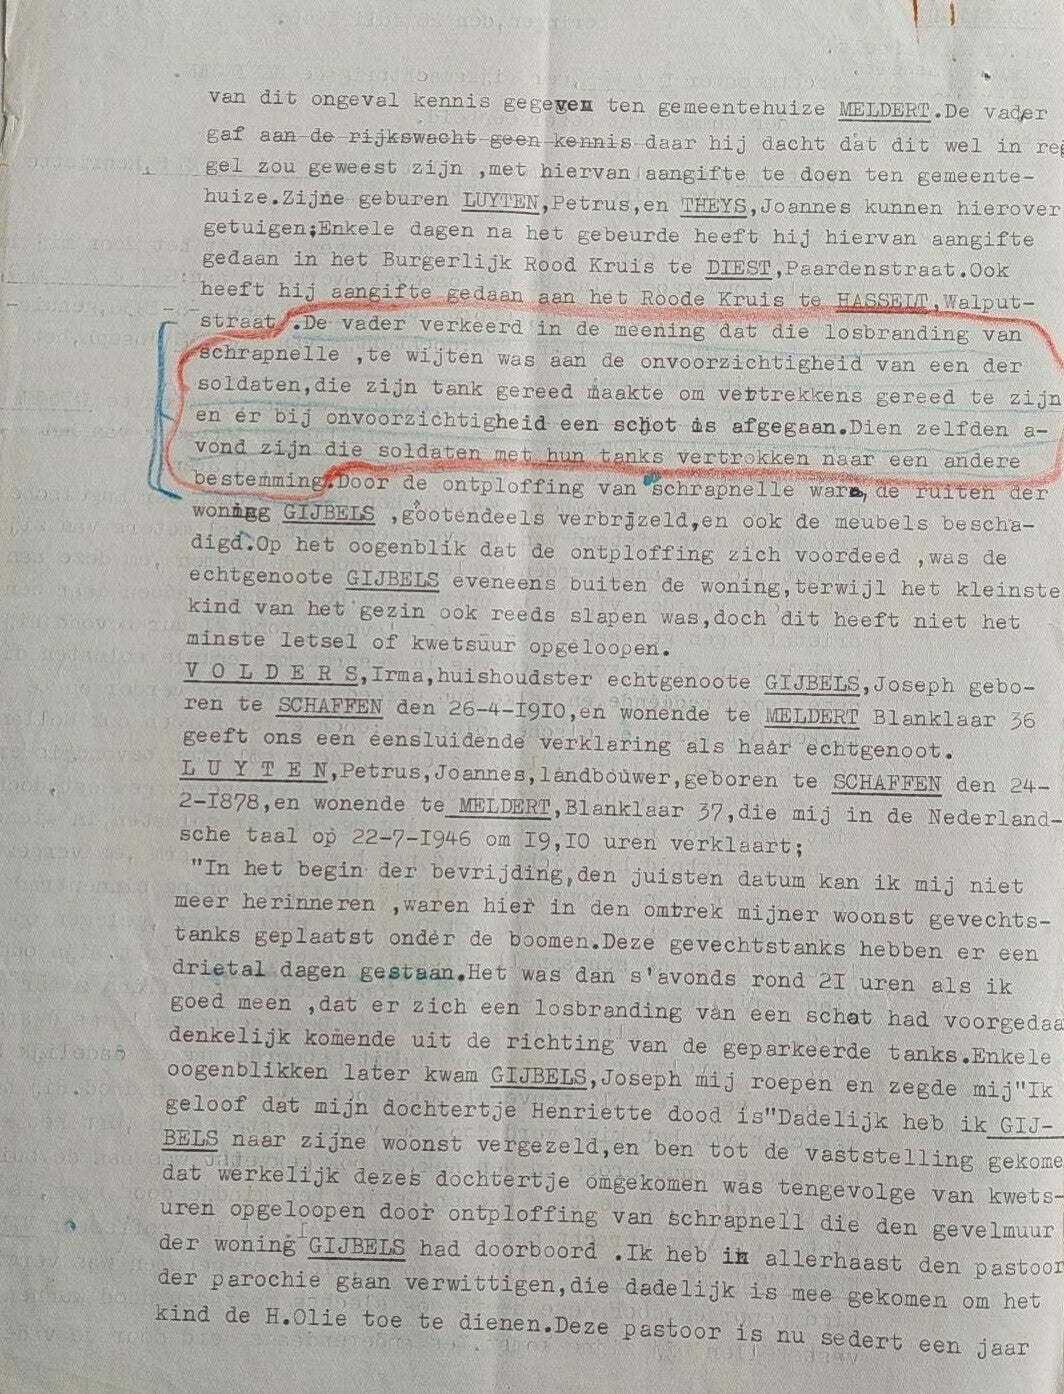 van dit ongeval kennis gegeven ten gemeentehuize MELDERT.De vader
gaf aan de rijkswacht geen kennis daar hij dacht dat dit wel in re
gel zou geweest zijn ,met hiervan aangifte te doen ten gemeente-
huize.Zijne geburen LUYTEN,Petrus,en THEYS,Joannes kunnen hierover
getuigen;Enkele dagen na het gebeurde heeft hij hiervan aangifte
gedaan in het Burgerlijk Rood Kruis te DIEST,Paardenstraat.Ook
heeft hij aangifte gedaan aan het Roode Kruis te HASSELT,Walput-
straat .De vader verkeerd in de meening dat die losbranding van
schrapnelle ,te wijten was aan de onvoorzichtigheid van een der
soldaten,die zijn tank gereed maakte om vertrekkens gereed te zijn
en er bij onvoorzichtigheid een schot is afgegaan.Dien zelfden a-
vond zijn die soldaten met hun tanks vertrokken naar een andere
bestemming.Door de ontploffing van schrapnelle ware, de ruiten der
woning GIJBELS ,gootendeels verbrijzeld,en ook de meubels bescha-
digd.Op het oogenblik dat de ontploffing zich voordeed ,was de
echtgenoote GIJBELS eveneens buiten de woning,terwijl het kleinste
kind van het gezin ook reeds slapen was,doch dit heeft niet het
minste letsel of kwetsuur opgeloopen.
V O L D E R S,Irma,huishoudster echtgenoote GIJBELS,Joseph gebo-
ren te SCHAFFEN den 26-4-I9I0,en wonende te MELDERT Blanklaar 36
geeft ons een eensluidende verklaring als haar echtgenoot.
L U Y T E N,Petrus,Joannes,landbouwer,geboren te SCHAFFEN den 24-
2-I878,en wonende te MELDERT,Blanklaar 37,die mij in de Nederland-
sche taal op 22-7-I946 om I9,I0 uren verklaart;
"In het begin der bevrijding,den juisten datum kan ik mij niet
meer herinneren ,waren hier in den omtrek mijner woonst gevechts-
tanks geplaatst onder de boomen.Deze gevechtstanks hebben er een
drietal dagen gestaan.Het was dan s'avonds rond 2I uren als ik
goed meen ,dat er zich een losbranding van een schot had voorgedaa
denkelijk komende uit de richting van de geparkeerde tanks.Enkele
oogenblikken later kwam GIJBELS,Joseph mij roepen en zegde mij"Ik
geloof dat mijn dochtertje Henriette dood is"Dadelijk heb ik GIJ-
BELS naar zijne woonst vergezeld,en ben tot de vaststelling gekome
dat werkelijk dezes dochtertje omgekomen was tengevolge van kwets-
uren opgeloopen door ontploffing van schrapnell die den gevelmuur
der woning GIJBELS had doorboord .Ik heb in allerhaast den pastoor
der parochie gaan verwittigen,die dadelijk is mee gekomen om het
kind de H.Olie toe te dienen.Deze pastoor is nu sedert een jaar